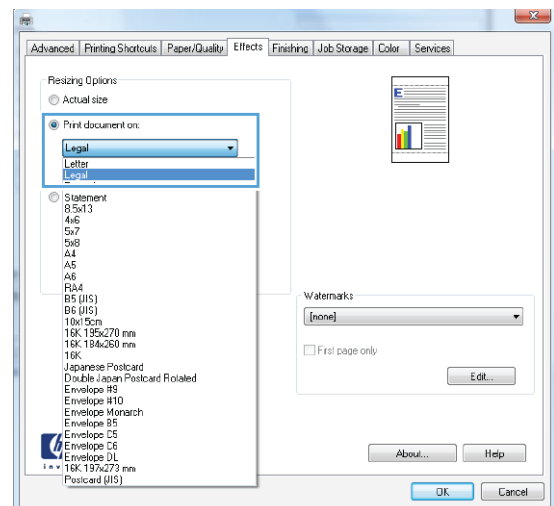 Advanced Printing Shortcuts Paper/Quality Effects Finishing Job Storage Color Services
Resizing Options
Actual size
Print document on:
Legal
Letter
Legal
Statement
8.5x13
4x6
5x7
5x8
A4
A5
A6
RA4
B5 (JIS)
B6 (JIS)
10x15cm
16K 195x270 mm
16K 184x260 mm
16K
Japanese Postcard
Double Japan Postcard Rotated
Envelope #9
Envelope #10
Envelope Monarch
Envelope B5
Envelope C5
Envelope C6
Envelope DL
16K 197x273 mm
Postcard (JIS)
E
Watermarks
[none]
First page only
Edit...
About... Help
OK Cancel